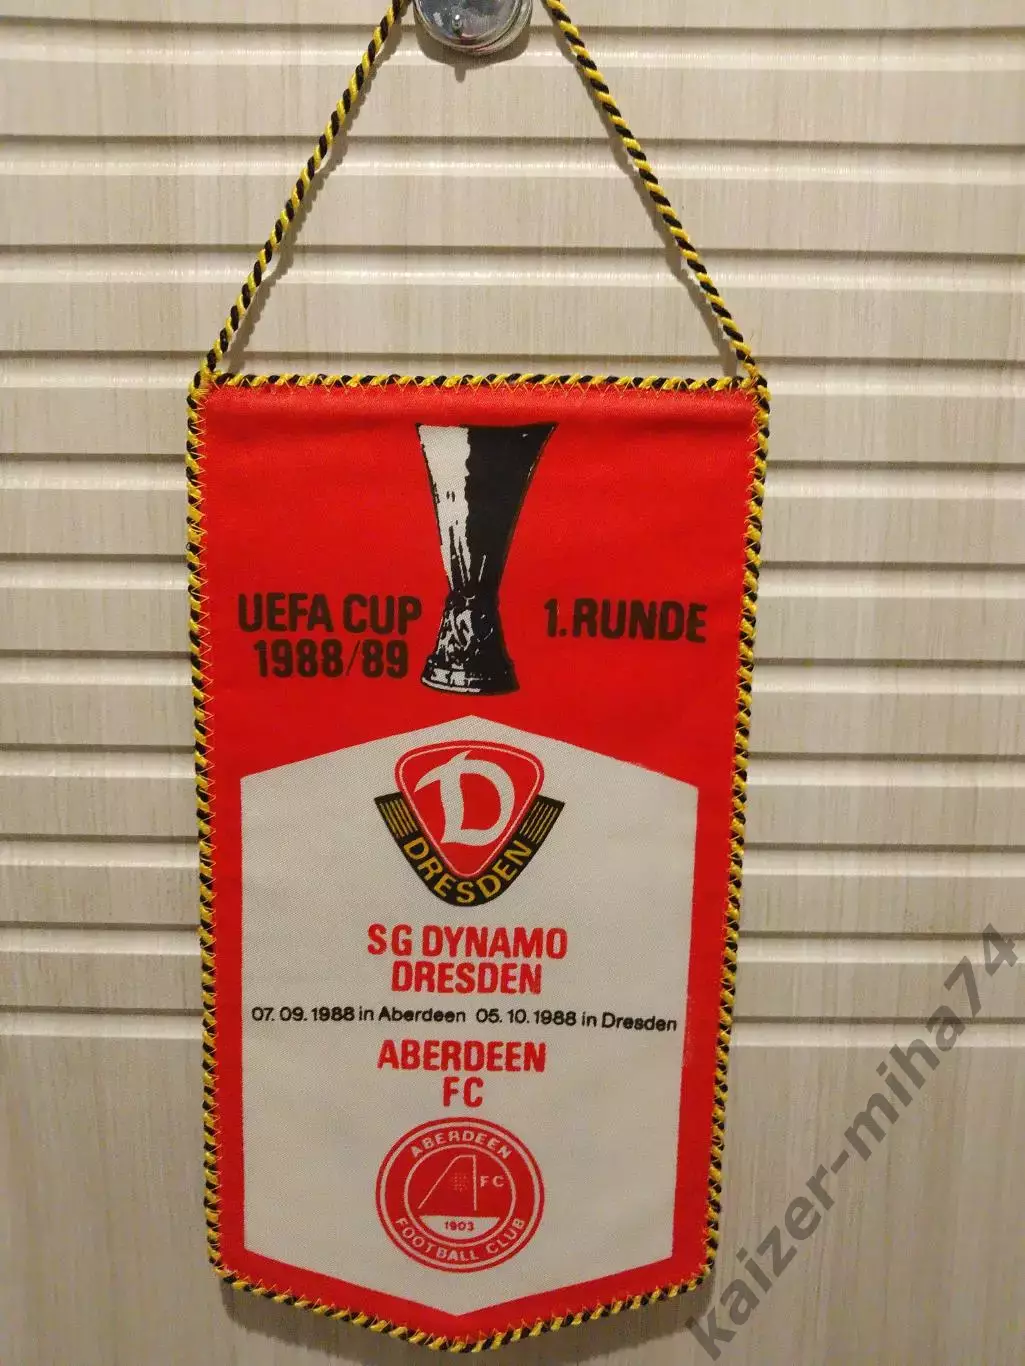 UEFA CUP
1988/89
1. RUNDE
D
DRESDEN
SG DYNAMO
DRESDEN
07.09.1988 in Aberdeen 05.10.1988 in Dresden
ABERDEEN
FC
ABERDEEN
FC
1903
FOOTBALL CLUB
kaizer-miha74